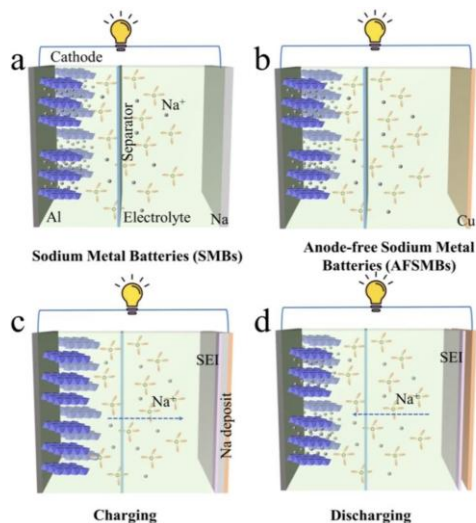 a
Cathode
Na⁺
Separator
Al
Electrolyte
Na
Sodium Metal Batteries (SMBs)
b
Cu
Anode-free Sodium Metal
Batteries (AFSMBs)
c
SEI
Na⁺
Na deposit
Charging
d
SEI
Na⁺
Discharging